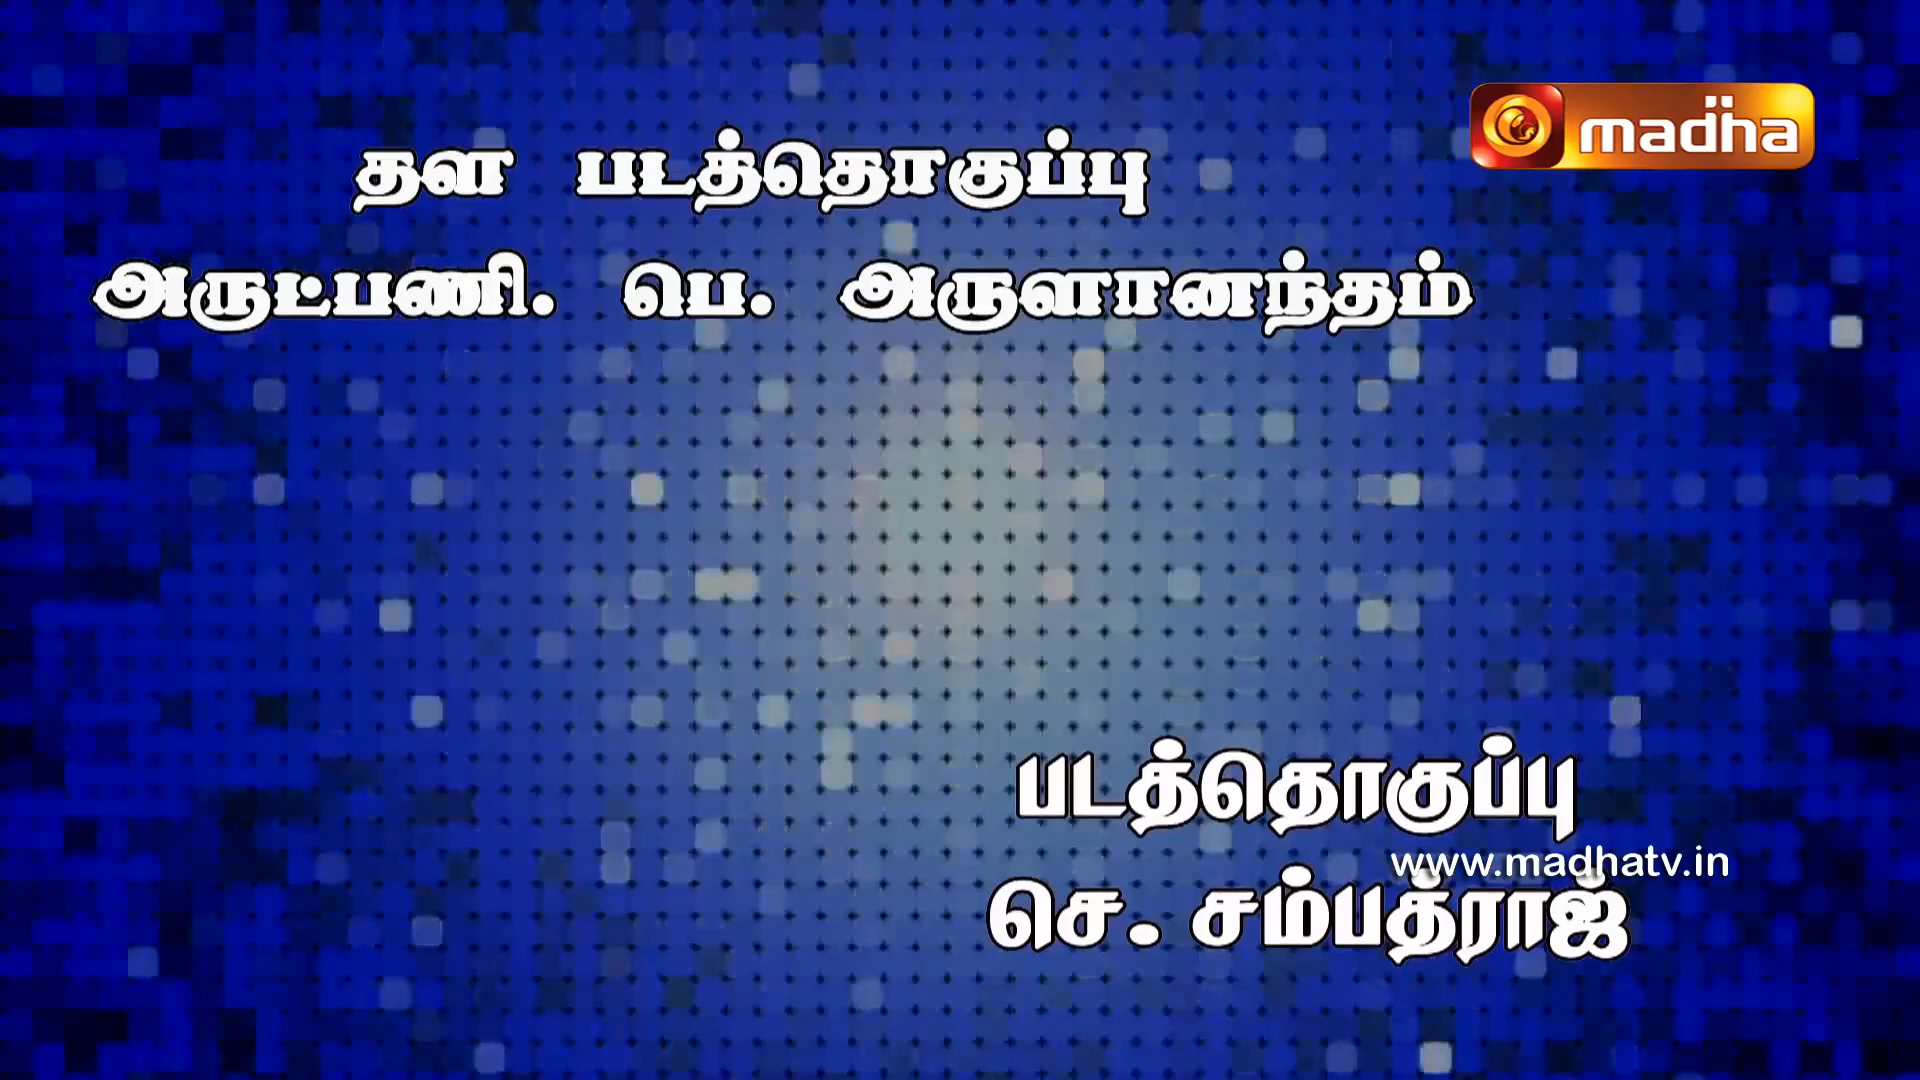 madha
தள படத்தொகுப்பு
அருட்பணி. பெ. அருளானந்தம்
படத்தொகுப்பு
www.madhatv.in
செ. சம்பத்ராஜ்